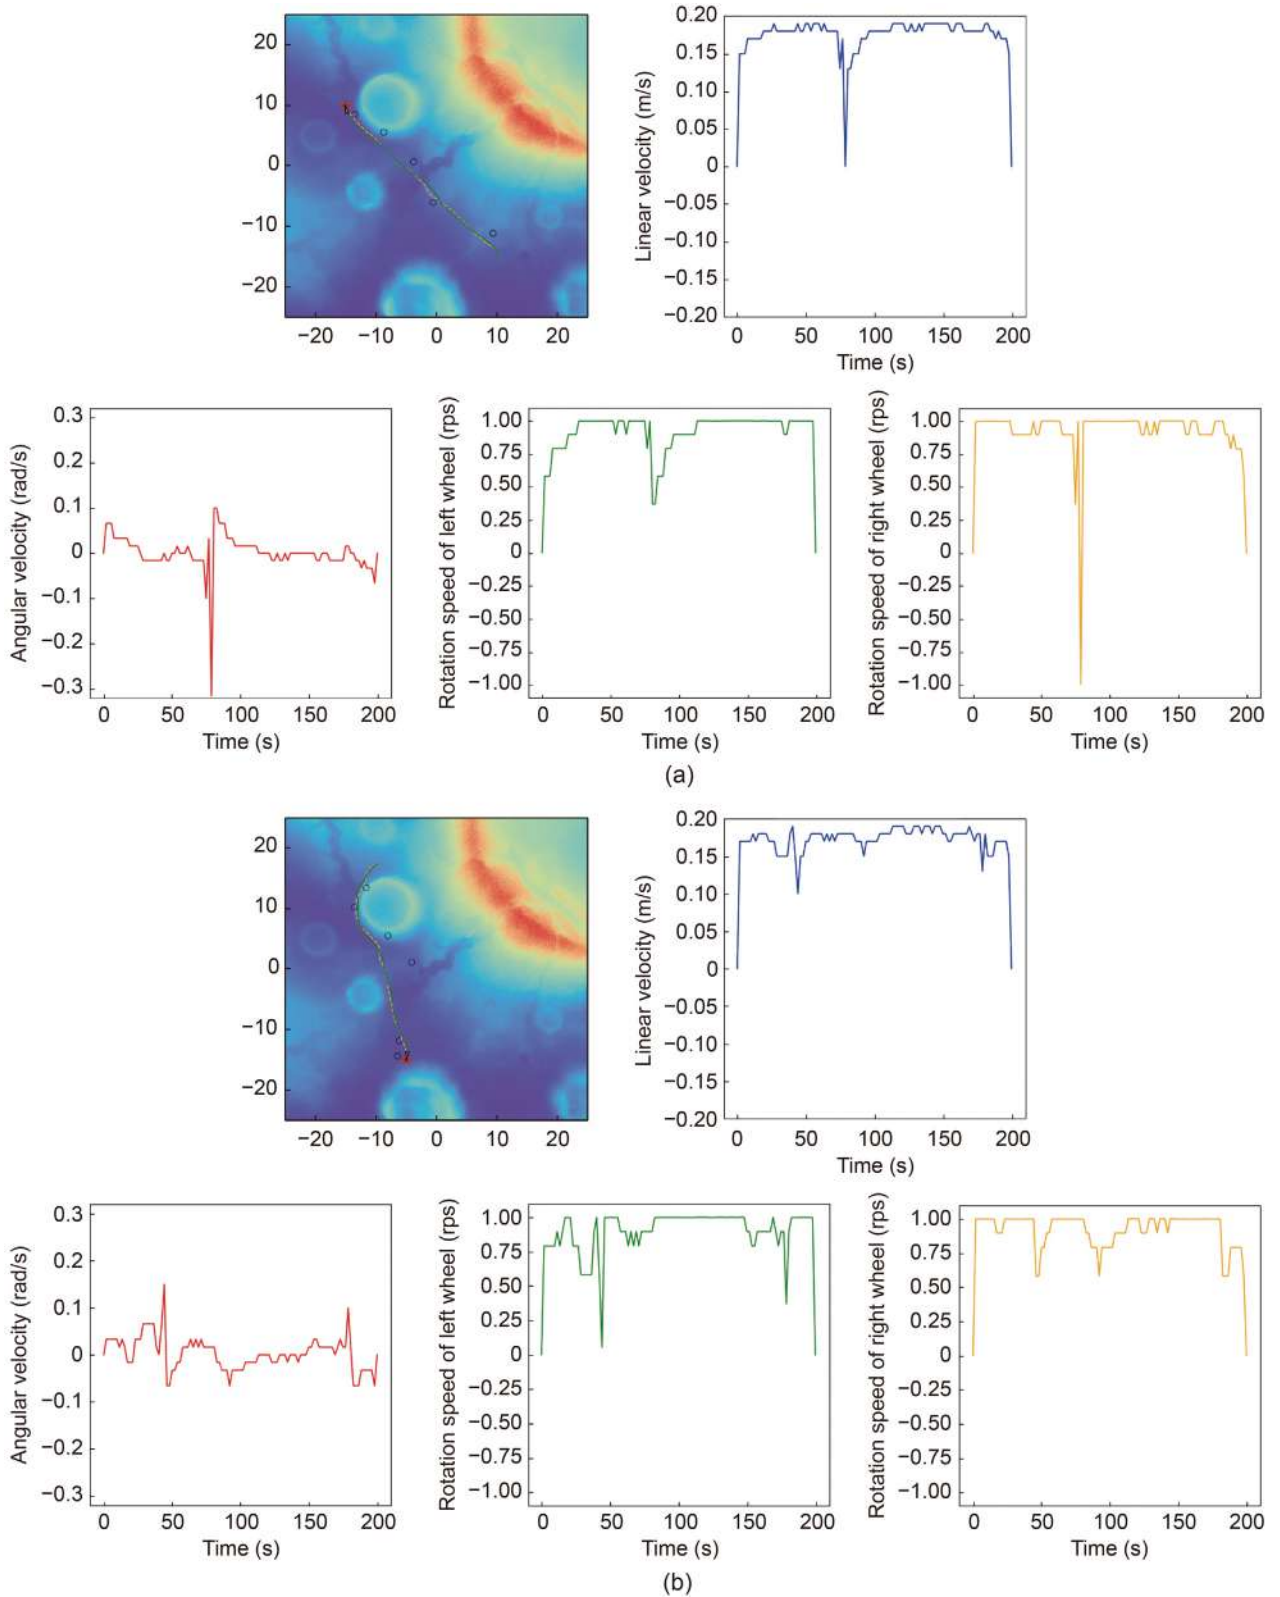 20
10
0
−10
−20
−20 −10 0 10 20
Linear velocity (m/s)
0.20
0.15
0.10
0.05
0
−0.05
−0.10
−0.15
−0.20
0 50 100 150 200
Time (s)
Angular velocity (rad/s)
0.3
0.2
0.1
0
−0.1
−0.2
−0.3
0 50 100 150 200
Time (s)
Rotation speed of left wheel (rps)
1.00
0.75
0.50
0.25
0
−0.25
−0.50
−0.75
−1.00
0 50 100 150 200
Time (s)
Rotation speed of right wheel (rps)
1.00
0.75
0.50
0.25
0
−0.25
−0.50
−0.75
−1.00
0 50 100 150 200
Time (s)
(a)
20
10
0
−10
−20
−20 −10 0 10 20
Linear velocity (m/s)
0.20
0.15
0.10
0.05
0
−0.05
−0.10
−0.15
−0.20
0 50 100 150 200
Time (s)
Angular velocity (rad/s)
0.3
0.2
0.1
0
−0.1
−0.2
−0.3
0 50 100 150 200
Time (s)
Rotation speed of left wheel (rps)
1.00
0.75
0.50
0.25
0
−0.25
−0.50
−0.75
−1.00
0 50 100 150 200
Time (s)
Rotation speed of right wheel (rps)
1.00
0.75
0.50
0.25
0
−0.25
−0.50
−0.75
−1.00
0 50 100 150 200
Time (s)
(b)